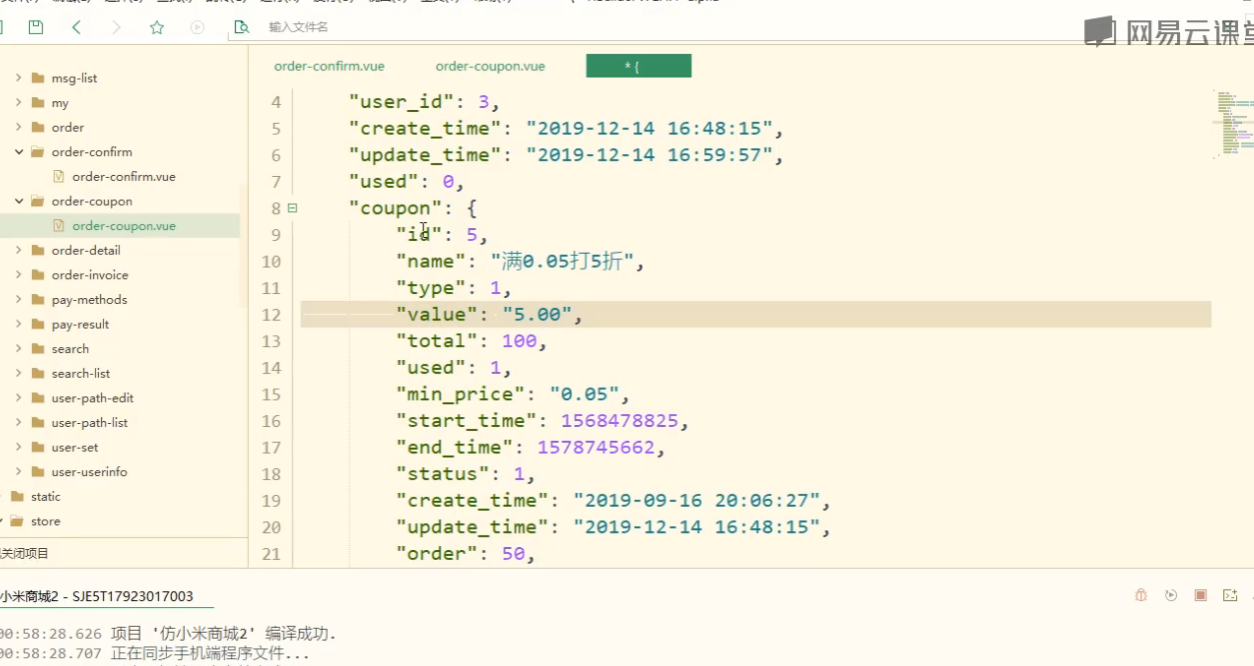 输入文件名
网易云课堂
msg-list
my
order
order-confirm
order-confirm.vue
order-coupon
order-coupon.vue
order-detail
order-invoice
pay-methods
pay-result
search
search-list
user-path-edit
user-path-list
user-set
user-userinfo
static
store
关闭项目
order-confirm.vue
order-coupon.vue
* {
4 "user_id": 3,
5 "create_time": "2019-12-14 16:48:15",
6 "update_time": "2019-12-14 16:59:57",
7 "used": 0,
8 "coupon": {
9 "id": 5,
10 "name": "满0.05打5折",
11 "type": 1,
12 "value": "5.00",
13 "total": 100,
14 "used": 1,
15 "min_price": "0.05",
16 "start_time": 1568478825,
17 "end_time": 1578745662,
18 "status": 1,
19 "create_time": "2019-09-16 20:06:27",
20 "update_time": "2019-12-14 16:48:15",
21 "order": 50,
小米商城2 - SJE5T17923017003
00:58:28.626 项目 '仿小米商城2' 编译成功.
00:58:28.707 正在同步手机端程序文件...